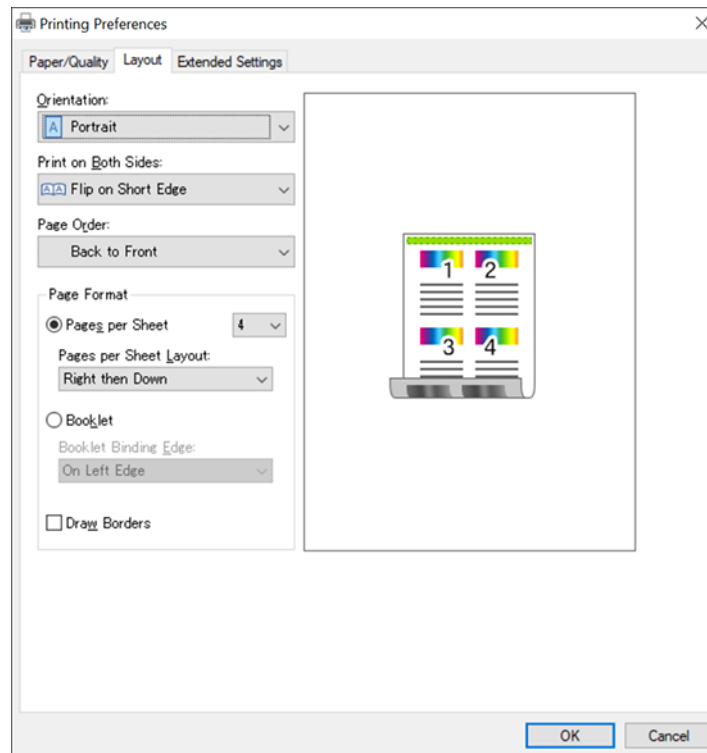 Printing Preferences
Paper/Quality Layout Extended Settings
Orientation:
A Portrait
Print on Both Sides:
AA Flip on Short Edge
Page Order:
Back to Front
Page Format
Pages per Sheet 4
Pages per Sheet Layout:
Right then Down
Booklet
Booklet Binding Edge:
On Left Edge
Draw Borders
1 2
3 4
OK Cancel